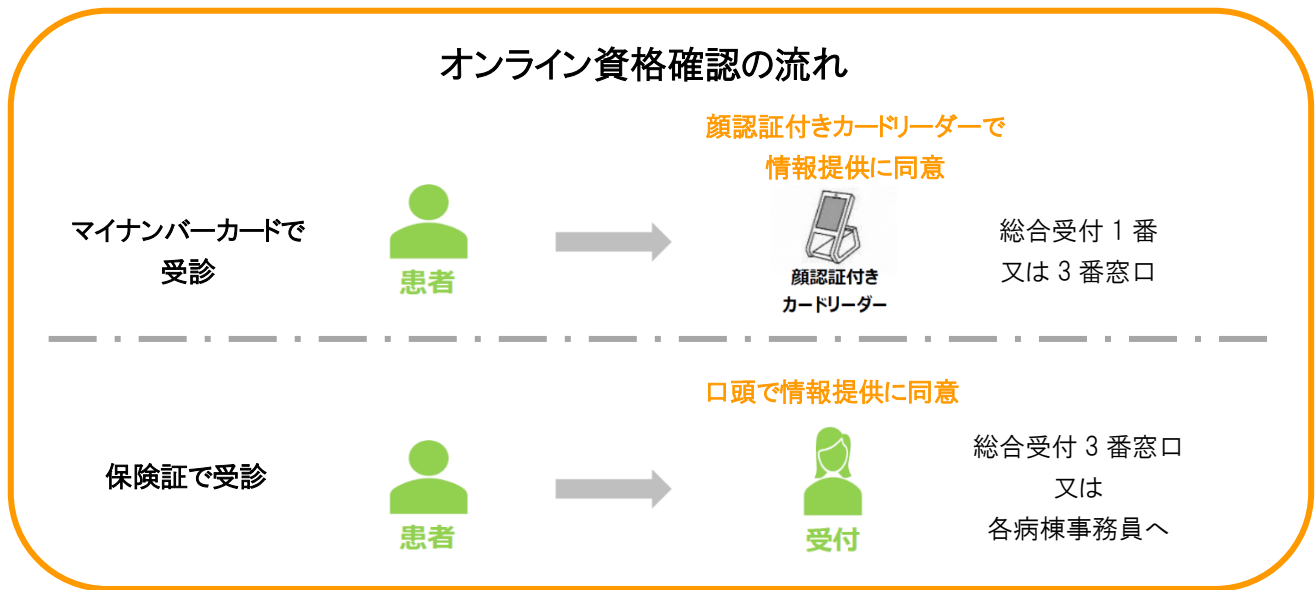 オンライン資格確認の流れ
顔認証付きカードリーダーで
情報提供に同意
マイナンバーカードで
受診
患者
顔認証付き
カードリーダー
総合受付 1 番
又は 3 番窓口
口頭で情報提供に同意
保険証で受診
患者
受付
総合受付 3 番窓口
又は
各病棟事務員へ